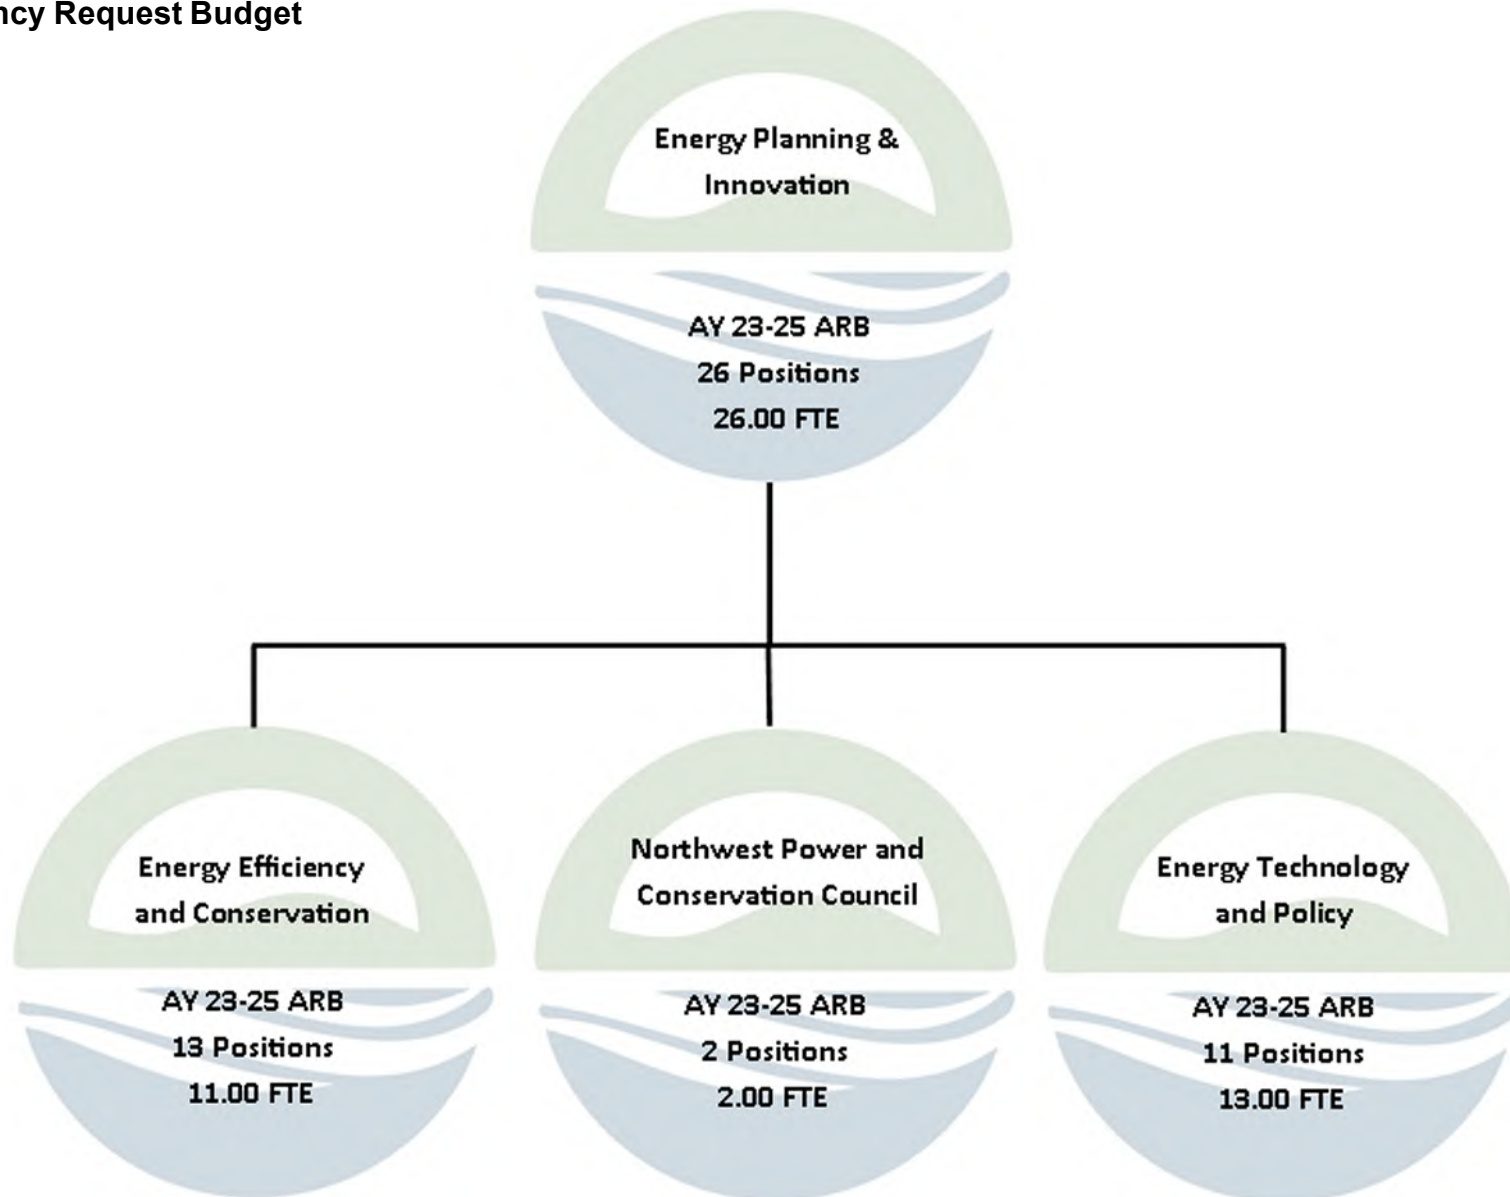 ncy Request Budget
Energy Planning &
Innovation
AY 23-25 ARB
26 Positions
26.00 FTE
Energy Efficiency
and Conservation
AY 23-25 ARB
13 Positions
11.00 FTE
Northwest Power and
Conservation Council
AY 23-25 ARB
2 Positions
2.00 FTE
Energy Technology
and Policy
AY 23-25 ARB
11 Positions
13.00 FTE